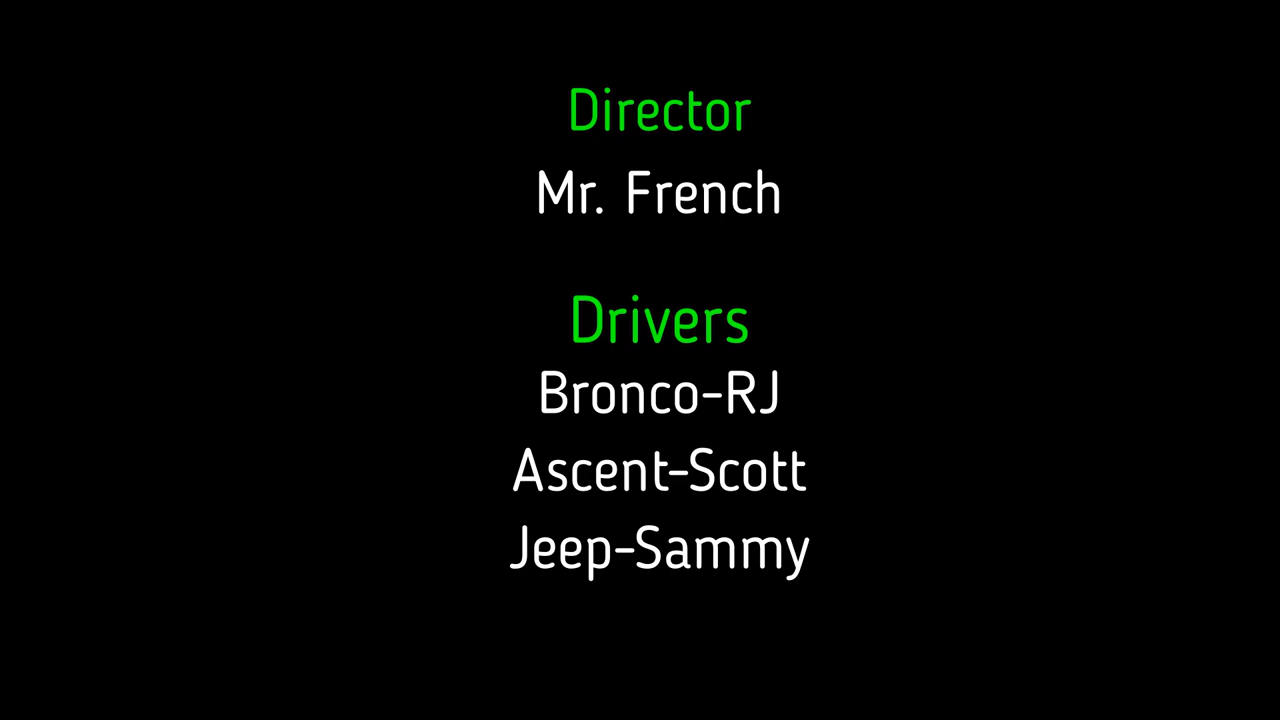 Director
Mr. French
Drivers
Bronco-RJ
Ascent-Scott
Jeep-Sammy